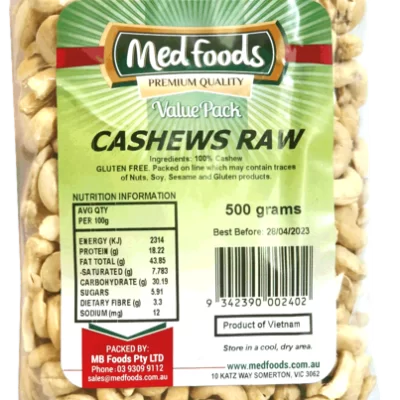 Med Foods
PREMIUM QUALITY
Value Pack
CASHEWS RAW
Ingredients: 100% Cashew
GLUTEN FREE. Packed on line which may contain traces
of Nuts, Soy, Sesame and Gluten products.
NUTRITION INFORMATION
AVG QTY
PER 100g
ENERGY (KJ) 2314
PROTEIN (g) 18.22
FAT TOTAL (g) 43.85
-SATURATED (g) 7.783
CARBOHYDRATE (g) 30.19
SUGARS 5.91
DIETARY FIBRE (g) 3.3
SODIUM (mg) 12
500 grams
Best Before: 28/04/2023
9 342390 002402
Product of Vietnam
Store in a cool, dry area.
PACKED BY:
MB Foods Pty LTD
Phone: 03 9309 9112
sales@medfoods.com.au
www.medfoods.com.au
10 KATZ WAY SOMERTON, VIC 3062